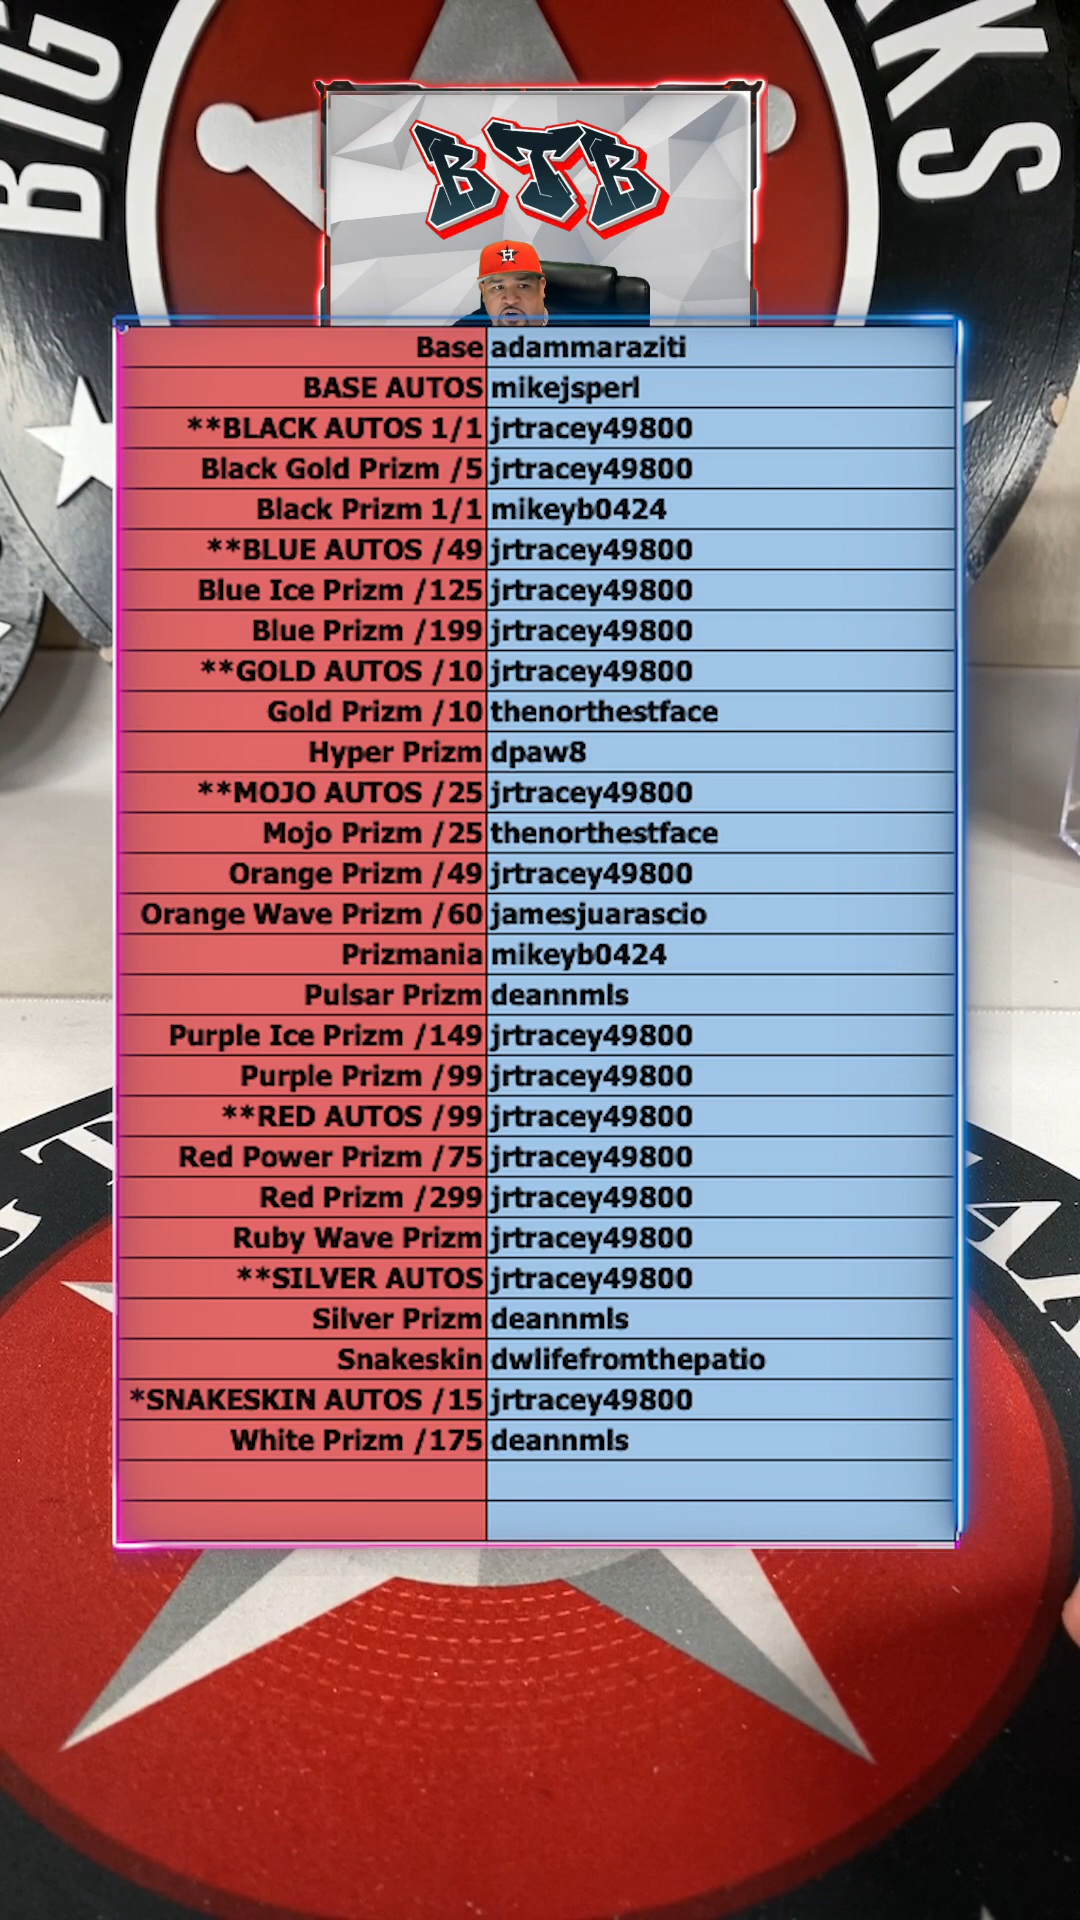 BIG
AKS
BTB
H
Base adammaraziti
BASE AUTOS mikejsperl
**BLACK AUTOS 1/1 jrtracey49800
Black Gold Prizm /5 jrtracey49800
Black Prizm 1/1 mikeyb0424
**BLUE AUTOS /49 jrtracey49800
Blue Ice Prizm /125 jrtracey49800
Blue Prizm /199 jrtracey49800
**GOLD AUTOS /10 jrtracey49800
Gold Prizm /10 thenorthestface
Hyper Prizm dpaw8
**MOJO AUTOS /25 jrtracey49800
Mojo Prizm /25 thenorthestface
Orange Prizm /49 jrtracey49800
Orange Wave Prizm /60 jamesjuarascio
Prizmania mikeyb0424
Pulsar Prizm deannmls
Purple Ice Prizm /149 jrtracey49800
Purple Prizm /99 jrtracey49800
**RED AUTOS /99 jrtracey49800
Red Power Prizm /75 jrtracey49800
Red Prizm /299 jrtracey49800
Ruby Wave Prizm jrtracey49800
**SILVER AUTOS jrtracey49800
Silver Prizm deannmls
Snakeskin dwlifefromthepatio
*SNAKESKIN AUTOS /15 jrtracey49800
White Prizm /175 deannmls